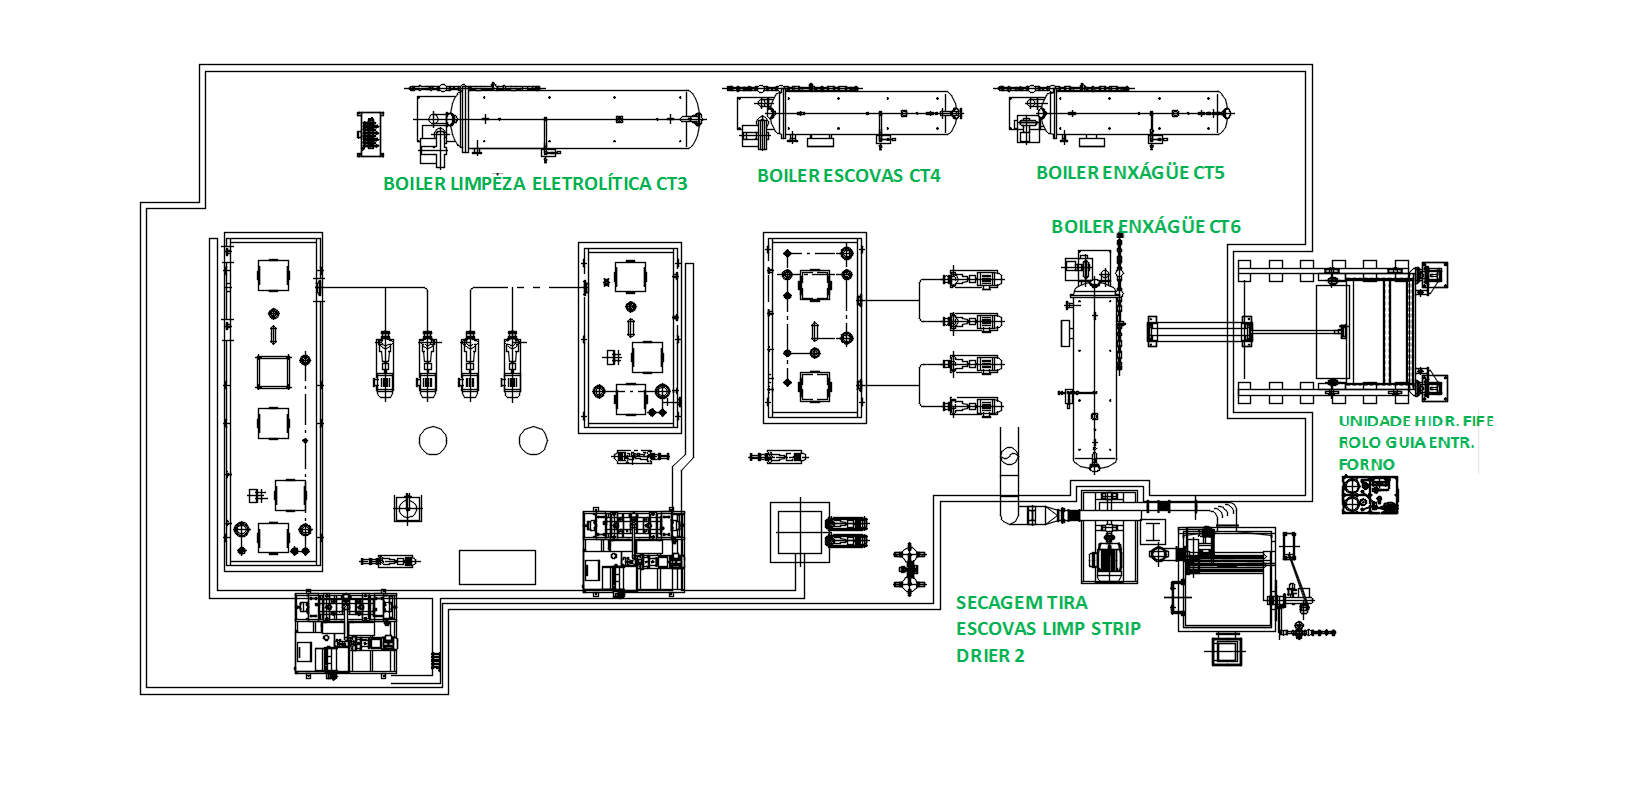 BOILER LIMPEZA ELETROLÍTICA CT3
BOILER ESCOVAS CT4
BOILER ENXÁGÜE CT5
BOILER ENXÁGÜE CT6
UNIDADE HIDR. FIFE
ROLO GUIA ENTR.
FORNO
SECAGEM TIRA
ESCOVAS LIMP STRIP
DRIER 2